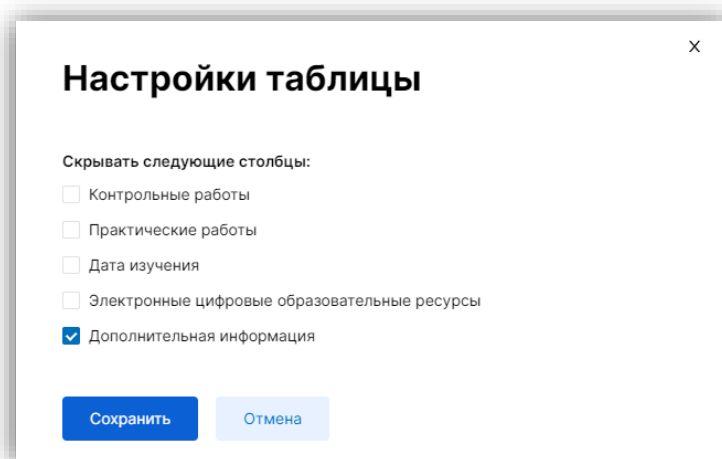 X
Настройки таблицы
Скрывать следующие столбцы:
Контрольные работы
Практические работы
Дата изучения
Электронные цифровые образовательные ресурсы
Дополнительная информация
Сохранить Отмена